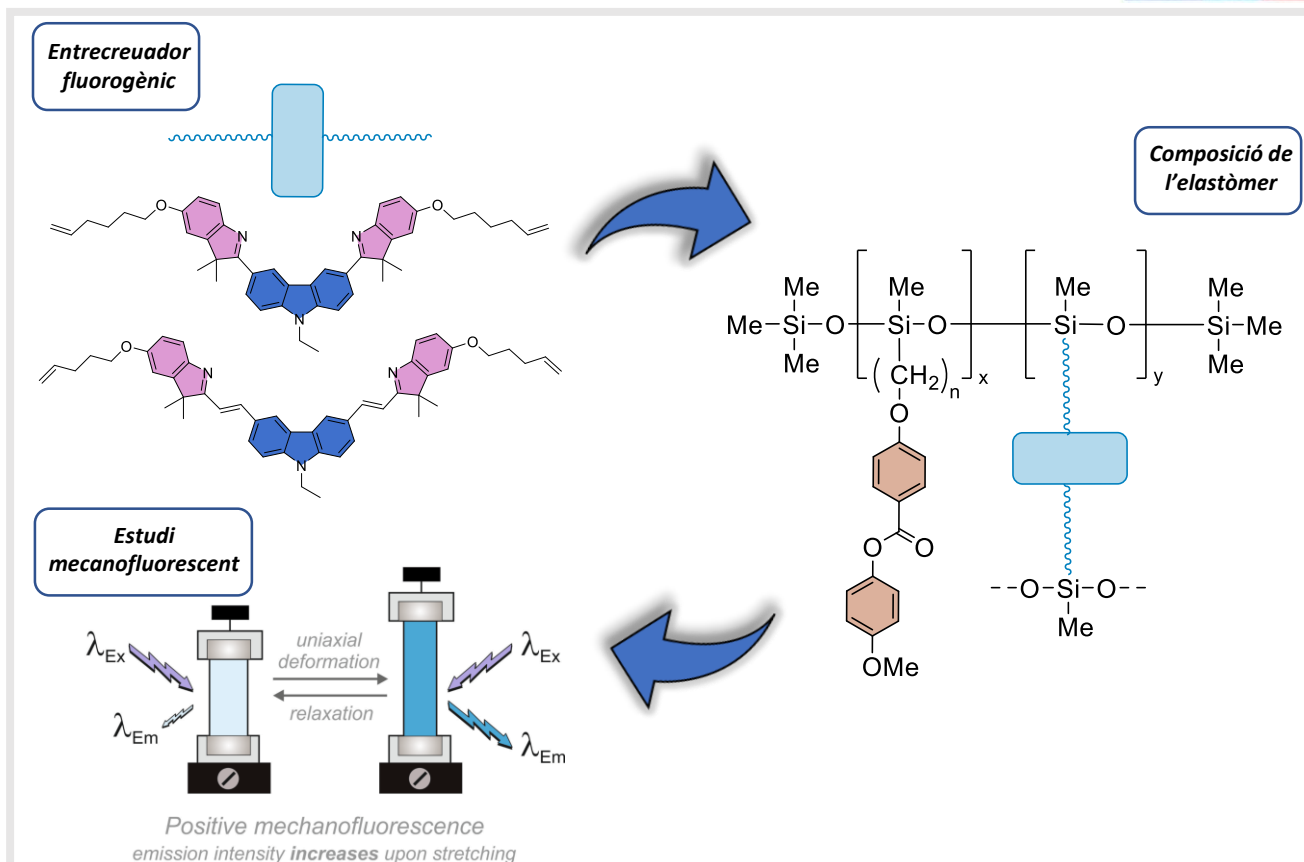 Entrecreuador
fluorogènic
O
N
N
O
N
O
N
N
O
N
Composició de
l'elastòmer
Me
Me
Me
Me
Me Si O Si O Si O Si Me
Me
(CH₂)n
x
y
Me
O
O
O
OMe
--O-Si-O--
Me
Estudi
mecanofluorescent
λEx
λEm
uniaxial
deformation
relaxation
λEx
λEm
Positive mechanofluorescence
emission intensity increases upon stretching